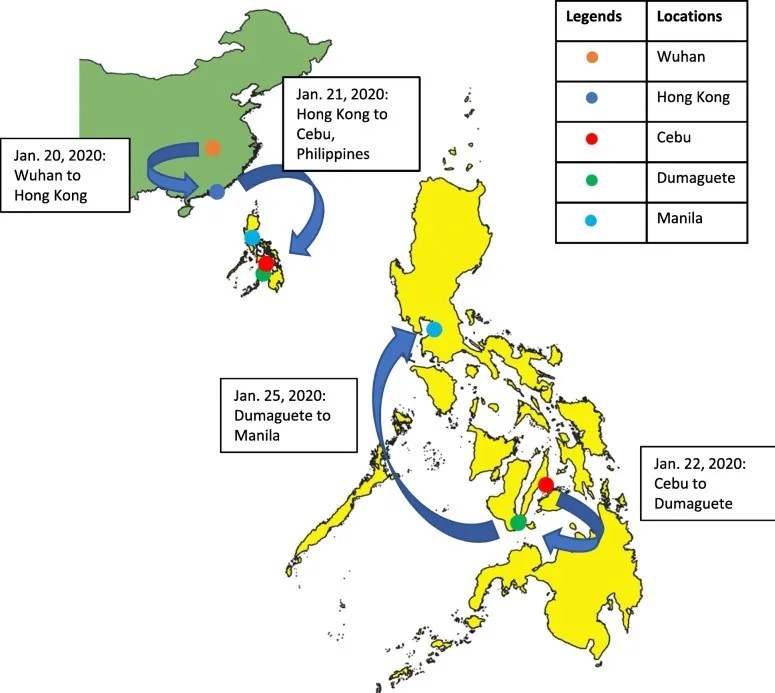 Legends Locations
Wuhan
Hong Kong
Cebu
Dumaguete
Manila
Jan. 21, 2020:
Hong Kong to
Cebu,
Philippines
Jan. 20, 2020:
Wuhan to
Hong Kong
Jan. 25, 2020:
Dumaguete to
Manila
Jan. 22, 2020:
Cebu to
Dumaguete